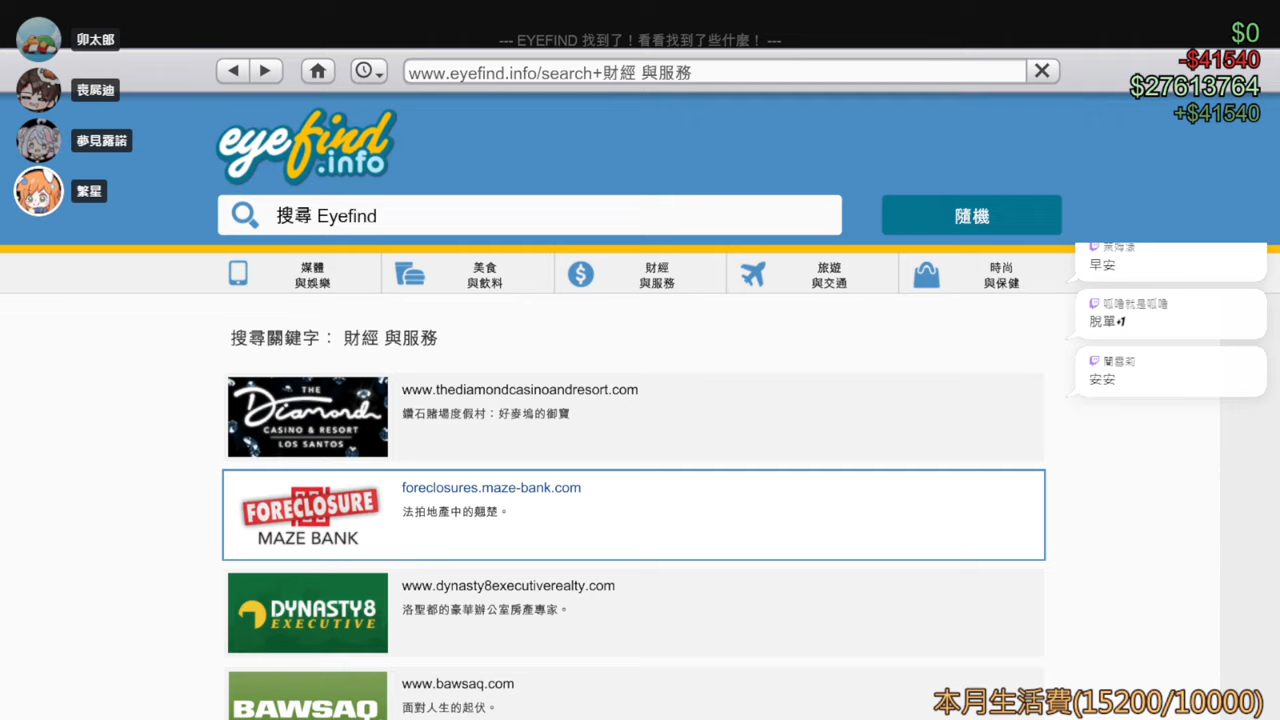 卯太郎
喪屍迪
夢見露諾
繁星
--- EYEFIND 找到了！看看找到了些什麼！ ---
www.eyefind.info/search+財經 與服務
$0
-$41540
$27613764
+$41540
eyefind
.info
搜尋 Eyefind
隨機
媒體
與娛樂
美食
與飲料
財經
與服務
旅遊
與交通
時尚
與保健
早安
呱嚕就是呱嚕
脫單+1
蘭雪莉
安安
搜尋關鍵字： 財經 與服務
THE
Diamond
CASINO & RESORT
LOS SANTOS
www.thediamondcasinoandresort.com
鑽石賭場度假村：好麥塢的御寶
FORECLOSURE
MAZE BANK
foreclosures.maze-bank.com
法拍地產中的翹楚。
DYNASTY8
EXECUTIVE
www.dynasty8executiverealty.com
洛聖都的豪華辦公室房產專家。
BAWSAQ
www.bawsaq.com
面對人生的起伏。
本月生活費(15200/10000)